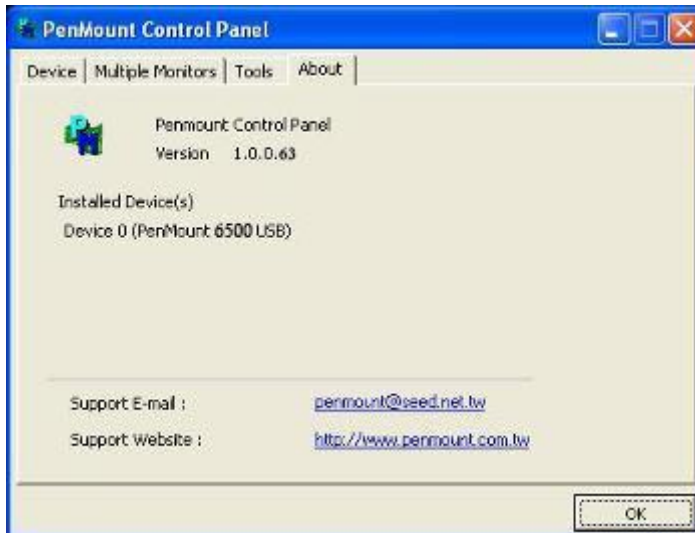 PenMount Control Panel
Device Multiple Monitors Tools About
Penmount Control Panel
Version 1.0.0.63
Installed Device(s)
Device 0 (PenMount 6500 USB)
Support E-mail : penmount@seed.net.tw
Support Website : http://www.penmount.com.tw
OK